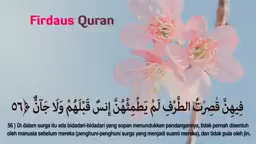 Firdaus Quran
فِيهِنَّ قٰصِرٰتُ الطَّرْفِ لَمْ يَطْمِثْهُنَّ إِنسٌ قَبْلَهُمْ وَلَا جَآنٌّ ﴿٥٦
56 ] Di dalam surga itu ada bidadari-bidadari yang sopan menundukkan pandangannya, tidak pernah disentuh
oleh manusia sebelum mereka (penghuni-penghuni surga yang menjadi suami mereka), dan tidak pula oleh jin.